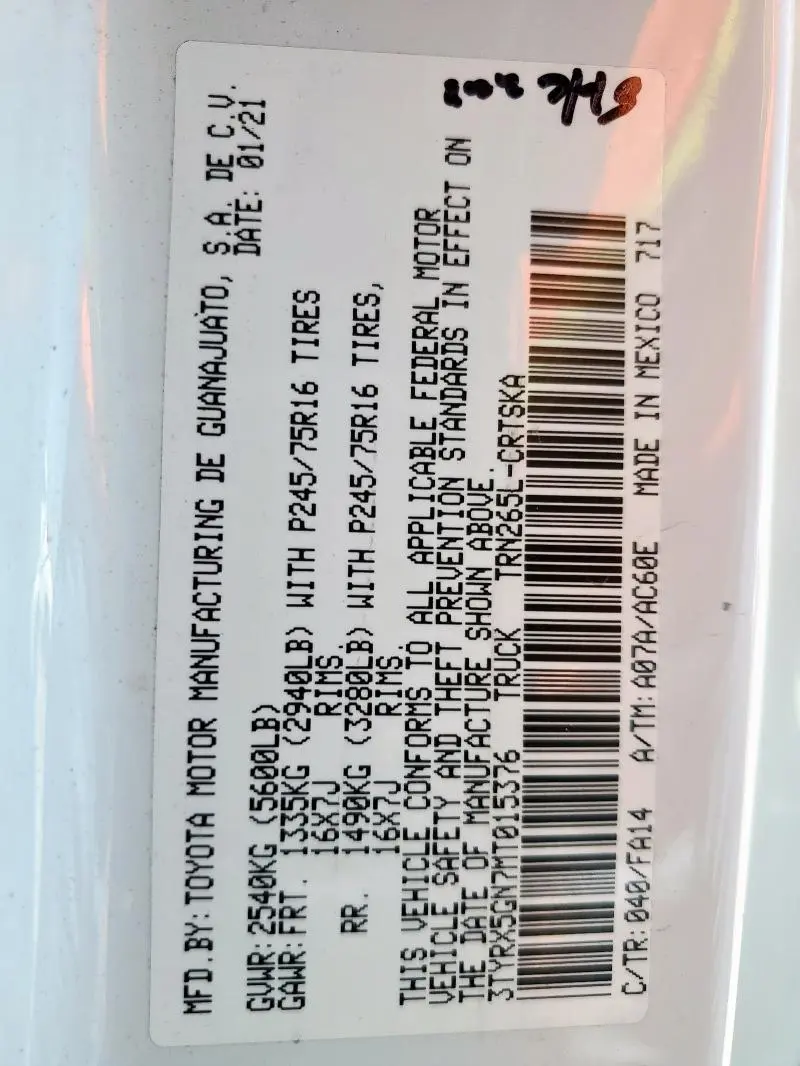 MFD.BY:TOYOTA MOTOR MANUFACTURING DE GUANAJUATO, S.A. DE C.V.
DATE: 01/21
GVWR:2540KG (5600LB)
GAWR:FRT. 1335KG (2940LB) WITH P245/75R16 TIRES
16X7J RIMS.
RR. 1490KG (3280LB) WITH P245/75R16 TIRES,
16X7J RIMS.
THIS VEHICLE CONFORMS TO ALL APPLICABLE FEDERAL MOTOR
VEHICLE SAFETY AND THEFT PREVENTION STANDARDS IN EFFECT ON
THE DATE OF MANUFACTURE SHOWN ABOVE.
3TYRX5GN7MT015376 TRUCK TRN265L-CRTSKA
C/TR:040/FA14 A/TM:A07A/AC60E MADE IN MEXICO 717